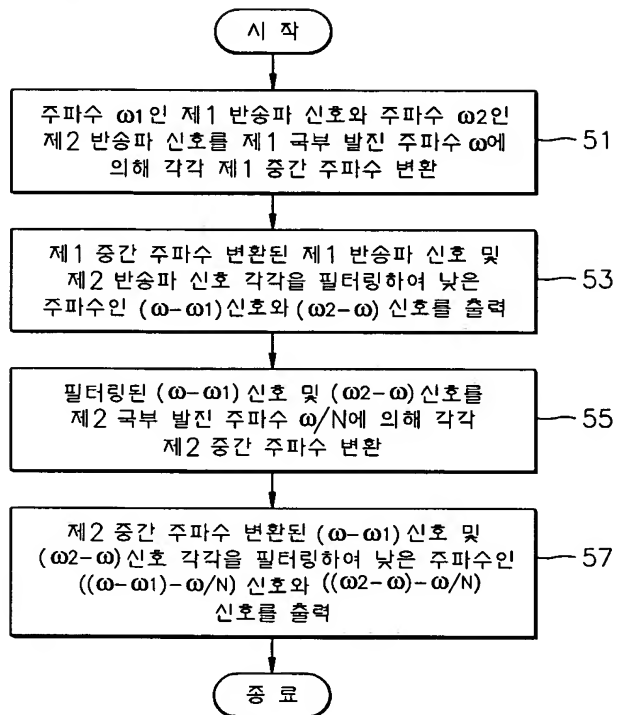 시 작
주파수 ω1인 제1 반송파 신호와 주파수 ω2인
제2 반송파 신호를 제1 국부 발진 주파수 ω에
의해 각각 제1 중간 주파수 변환
51
제1 중간 주파수 변환된 제1 반송파 신호 및
제2 반송파 신호 각각을 필터링하여 낮은
주파수인 (ω-ω1)신호와 (ω2-ω) 신호를 출력
53
필터링된 (ω-ω1) 신호 및 (ω2-ω)신호를
제2 국부 발진 주파수 ω/N에 의해 각각
제2 중간 주파수 변환
55
제2 중간 주파수 변환된 (ω-ω1)신호 및
(ω2-ω)신호 각각을 필터링하여 낮은 주파수인
((ω-ω1)-ω/N) 신호와 ((ω2-ω)-ω/N)
신호를 출력
57
종 료